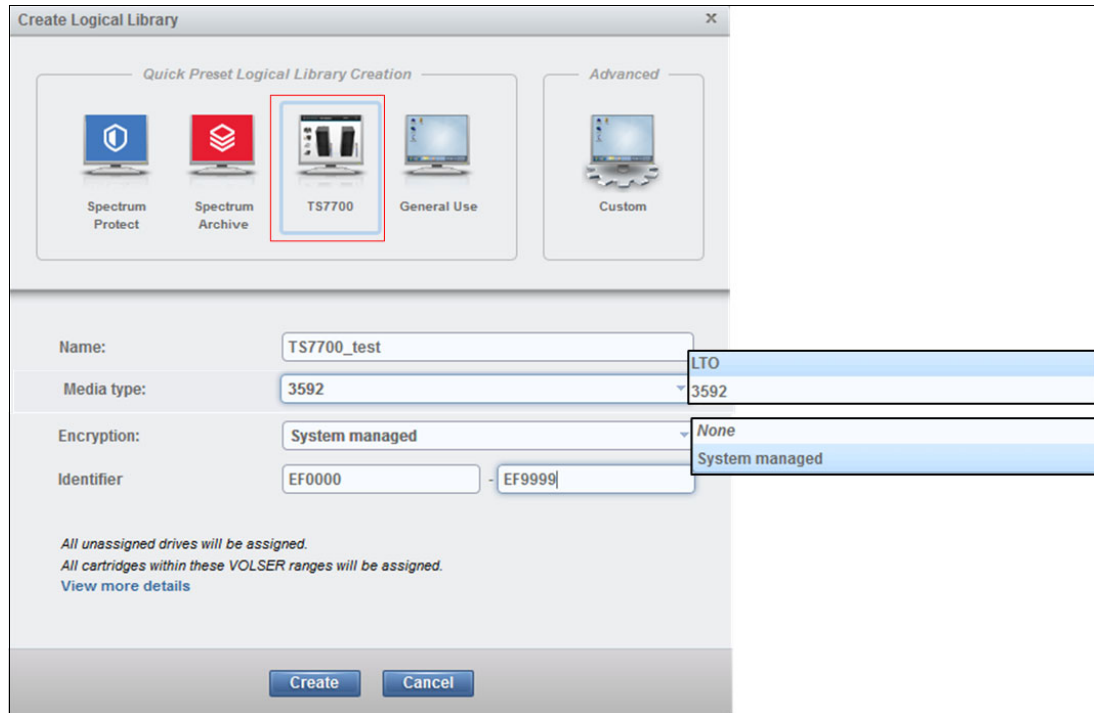 Create Logical Library
x
Quick Preset Logical Library Creation
Advanced
Spectrum
Protect
Spectrum
Archive
TS7700
General Use
Custom
Name:
TS7700_test
Media type:
3592
LTO
3592
Encryption:
System managed
None
System managed
Identifier
EF0000
-
EF9999
All unassigned drives will be assigned.
All cartridges within these VOLSER ranges will be assigned.
View more details
Create
Cancel